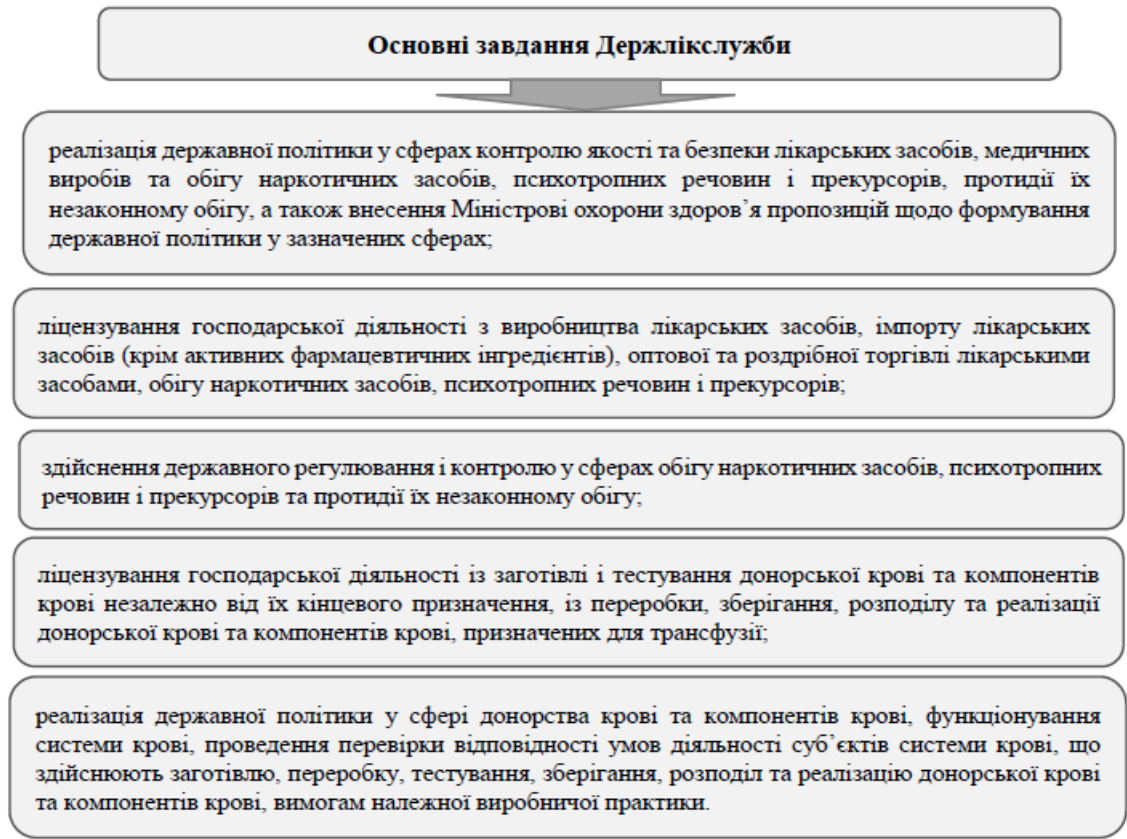 Основні завдання Держлікслужби
реалізація державної політики у сферах контролю якості та безпеки лікарських засобів, медичних
виробів та обігу наркотичних засобів, психотропних речовин і прекурсорів, протидії їх
незаконному обігу, а також внесення Міністрові охорони здоров’я пропозицій щодо формування
державної політики у зазначених сферах;
ліцензування господарської діяльності з виробництва лікарських засобів, імпорту лікарських
засобів (крім активних фармацевтичних інгредієнтів), оптової та роздрібної торгівлі лікарськими
засобами, обігу наркотичних засобів, психотропних речовин і прекурсорів;
здійснення державного регулювання і контролю у сферах обігу наркотичних засобів, психотропних
речовин і прекурсорів та протидії їх незаконному обігу;
ліцензування господарської діяльності із заготівлі і тестування донорської крові та компонентів
крові незалежно від їх кінцевого призначення, із переробки, зберігання, розподілу та реалізації
донорської крові та компонентів крові, призначених для трансфузії;
реалізація державної політики у сфері донорства крові та компонентів крові, функціонування
системи крові, проведення перевірки відповідності умов діяльності суб’єктів системи крові, що
здійснюють заготівлю, переробку, тестування, зберігання, розподіл та реалізацію донорської крові
та компонентів крові, вимогам належної виробничої практики.